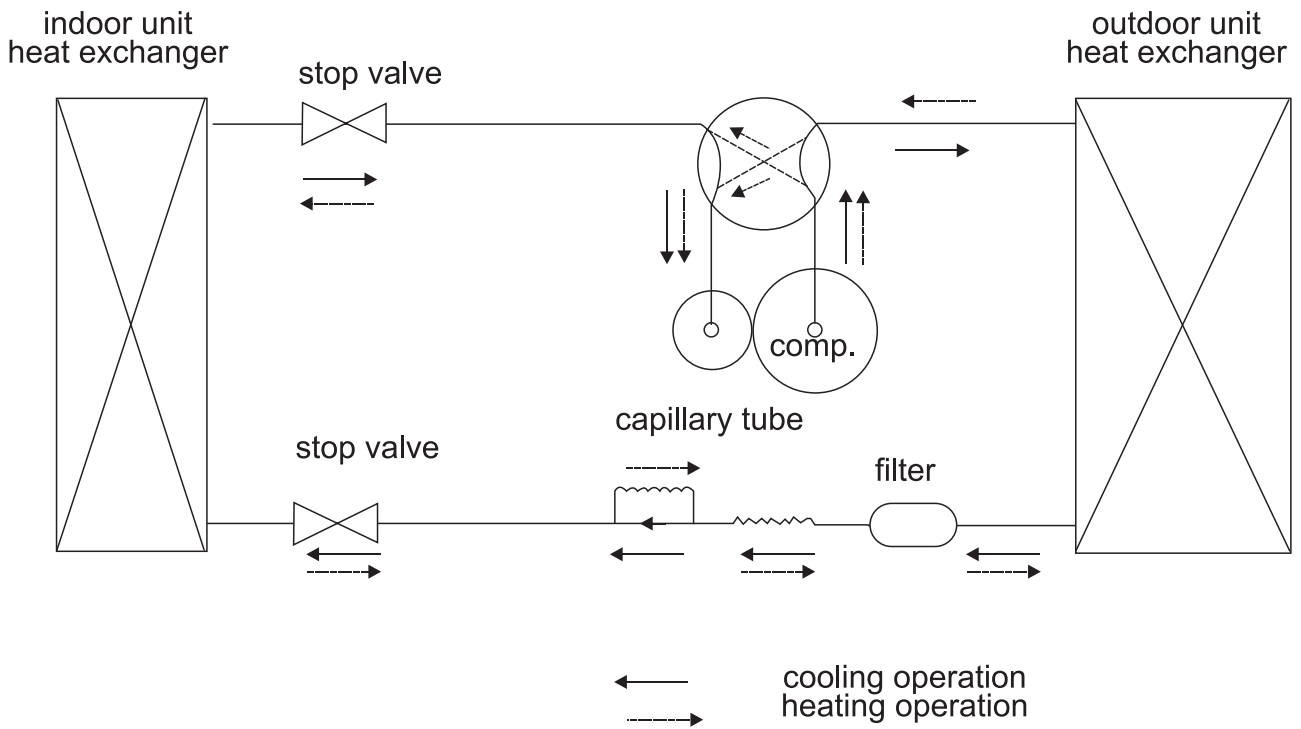 indoor unit
heat exchanger
outdoor unit
heat exchanger
stop valve
comp.
capillary tube
stop valve
filter
cooling operation
heating operation